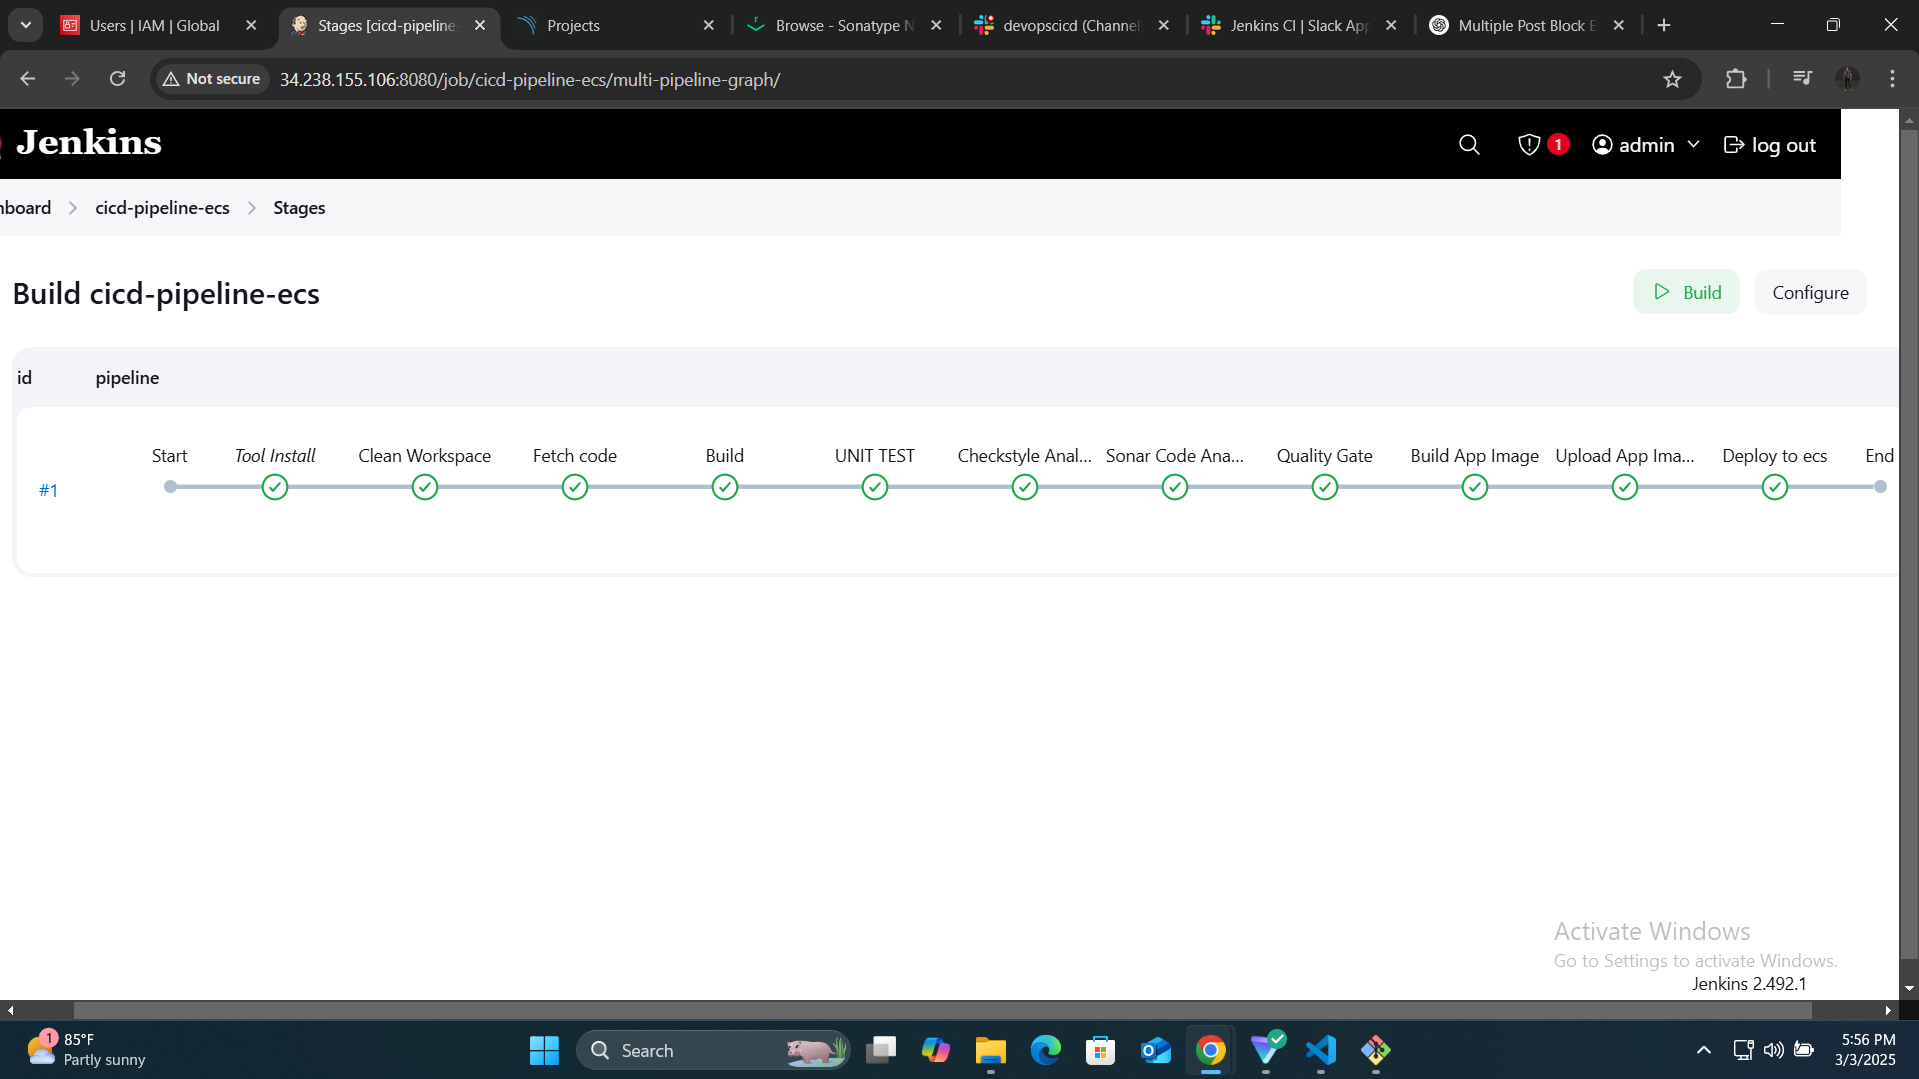 Users | IAM | Global
Stages [cicd-pipeline-
Projects
Browse - Sonatype N
devopscicd (Channel
Jenkins CI | Slack App
Multiple Post Block E
Not secure
34.238.155.106:8080/job/cicd-pipeline-ecs/multi-pipeline-graph/
Jenkins
1
admin
log out
nboard
cicd-pipeline-ecs
Stages
Build cicd-pipeline-ecs
Build
Configure
id
pipeline
Start
Tool Install
Clean Workspace
Fetch code
Build
UNIT TEST
Checkstyle Anal...
Sonar Code Ana...
Quality Gate
Build App Image
Upload App Ima...
Deploy to ecs
End
#1
Activate Windows
Go to Settings to activate Windows.
Jenkins 2.492.1
1
85°F
Partly sunny
Search
5:56 PM
3/3/2025